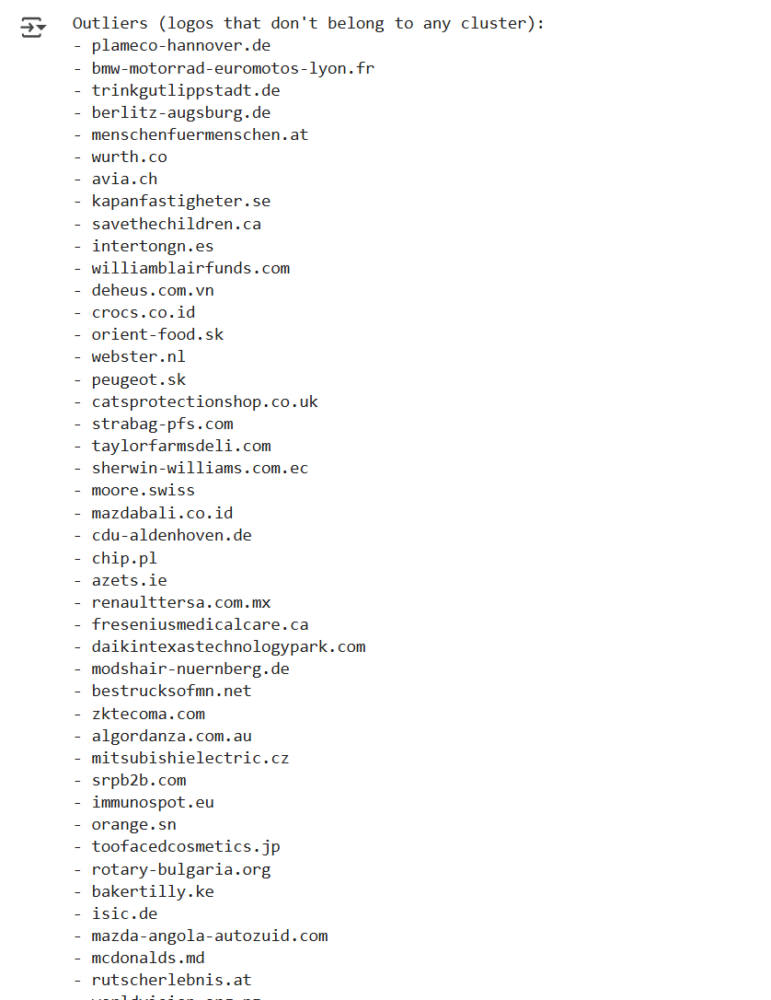 Outliers (logos that don't belong to any cluster):
- plameco-hannover.de
- bmw-motorrad-euromotos-lyon.fr
- trinkgutlippstadt.de
- berlitz-augsburg.de
- menschenfuermenschen.at
- wurth.co
- avia.ch
- kapanfastigheter.se
- savethechildren.ca
- intertongn.es
- williamblairfunds.com
- deheus.com.vn
- crocs.co.id
- orient-food.sk
- webster.nl
- peugeot.sk
- catsprotectionshop.co.uk
- strabag-pfs.com
- taylorfarmsdeli.com
- sherwin-williams.com.ec
- moore.swiss
- mazdabali.co.id
- cdu-aldenhoven.de
- chip.pl
- azets.ie
- renaulttersa.com.mx
- freseniusmedicalcare.ca
- daikintexastechnologypark.com
- modshair-nuernberg.de
- bestrucksofmn.net
- zktecoma.com
- algordanza.com.au
- mitsubishielectric.cz
- srpb2b.com
- immunospot.eu
- orange.sn
- toofacedcosmetics.jp
- rotary-bulgaria.org
- bakertilly.ke
- isic.de
- mazda-angola-autozuid.com
- mcdonalds.md
- rutscherlebnis.at